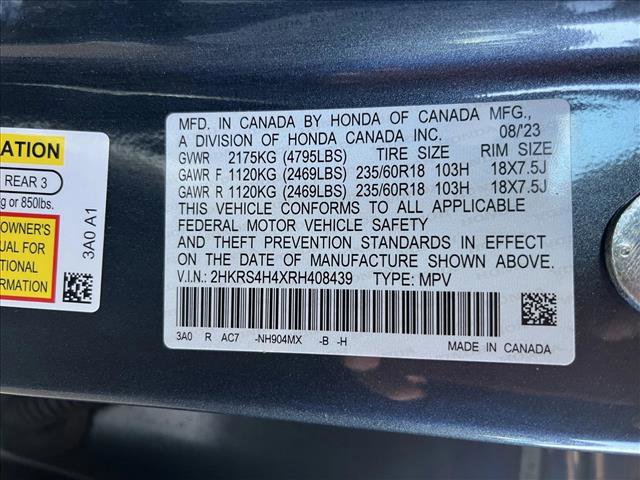 ATION
REAR 3
g or 850lbs.
OWNER'S
UAL FOR
TIONAL
RMATION
3A0 A1
MFD. IN CANADA BY HONDA OF CANADA MFG.,
A DIVISION OF HONDA CANADA INC. 08/'23
GVWR 2175KG (4795LBS) TIRE SIZE RIM SIZE
GAWR F 1120KG (2469LBS) 235/60R18 103H 18X7.5J
GAWR R 1120KG (2469LBS) 235/60R18 103H 18X7.5J
THIS VEHICLE CONFORMS TO ALL APPLICABLE
FEDERAL MOTOR VEHICLE SAFETY
AND THEFT PREVENTION STANDARDS IN EFFECT
ON THE DATE OF MANUFACTURE SHOWN ABOVE.
V.I.N.: 2HKRS4H4XRH408439 TYPE: MPV
3A0 R AC7 -NH904MX -B -H
MADE IN CANADA